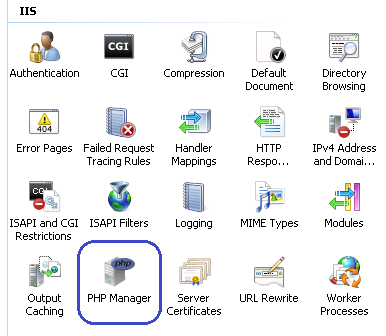 IIS
CGI
Authentication CGI Compression Default Document Directory Browsing
404
Error Pages Failed Request Tracing Rules Handler Mappings HTTP Respo... IPv4 Address and Domai...
CGI
ISAPI and CGI Restrictions ISAPI Filters Logging MIME Types Modules
php
Output Caching PHP Manager Server Certificates URL Rewrite Worker Processes